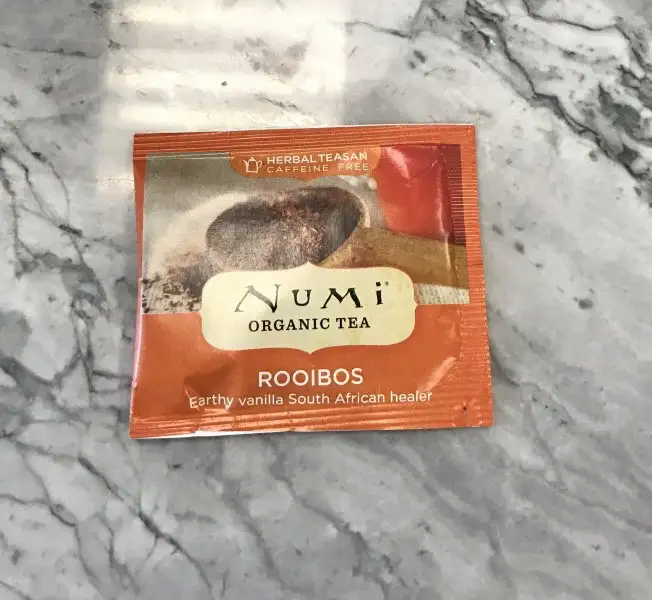 HERBAL TEASAN
CAFFEINE FREE
NUMi®
ORGANIC TEA
ROOIBOS
Earthy vanilla South African healer